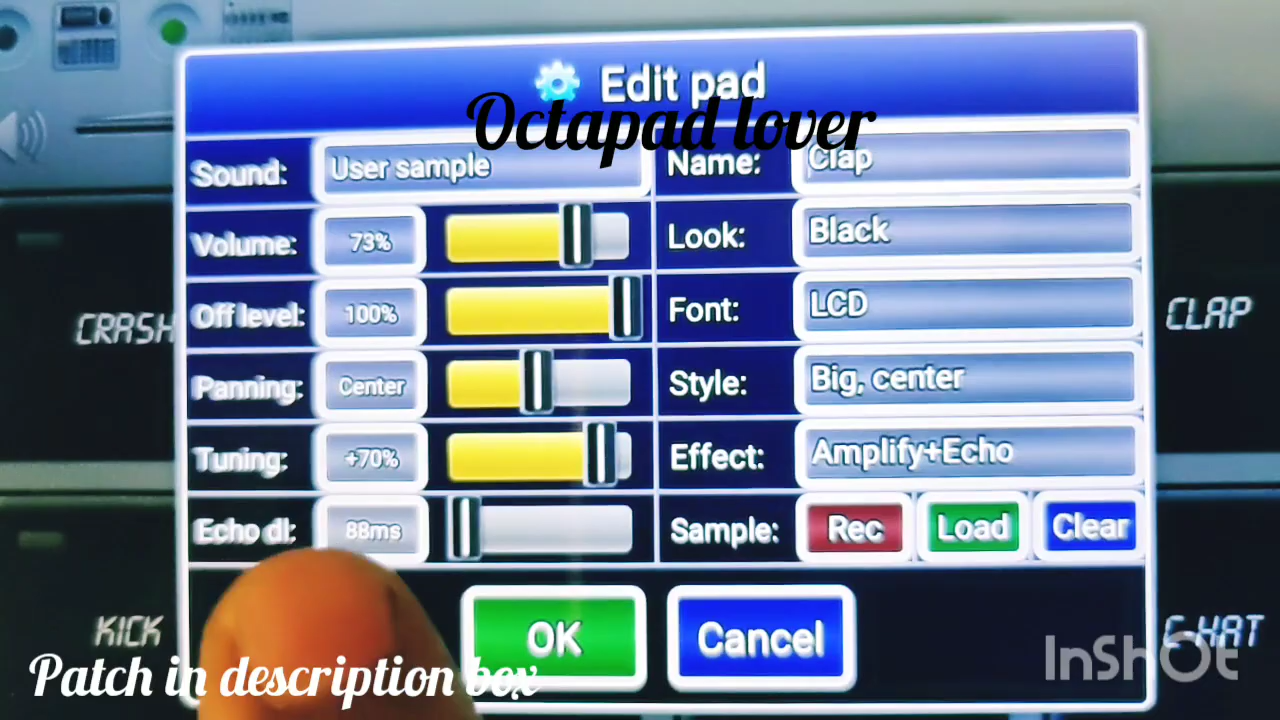 Edit pad
Octapad lover
Sound: User sample Name: Clap
Volume: 73% Look: Black
Off level: 100% Font: LCD
Panning: Center Style: Big, center
Tuning: +70% Effect: Amplify+Echo
Echo dl: 88ms Sample: Rec Load Clear
CRASH
CLAP
OK Cancel
KICK
C-HAT
Patch in description box
InShOt